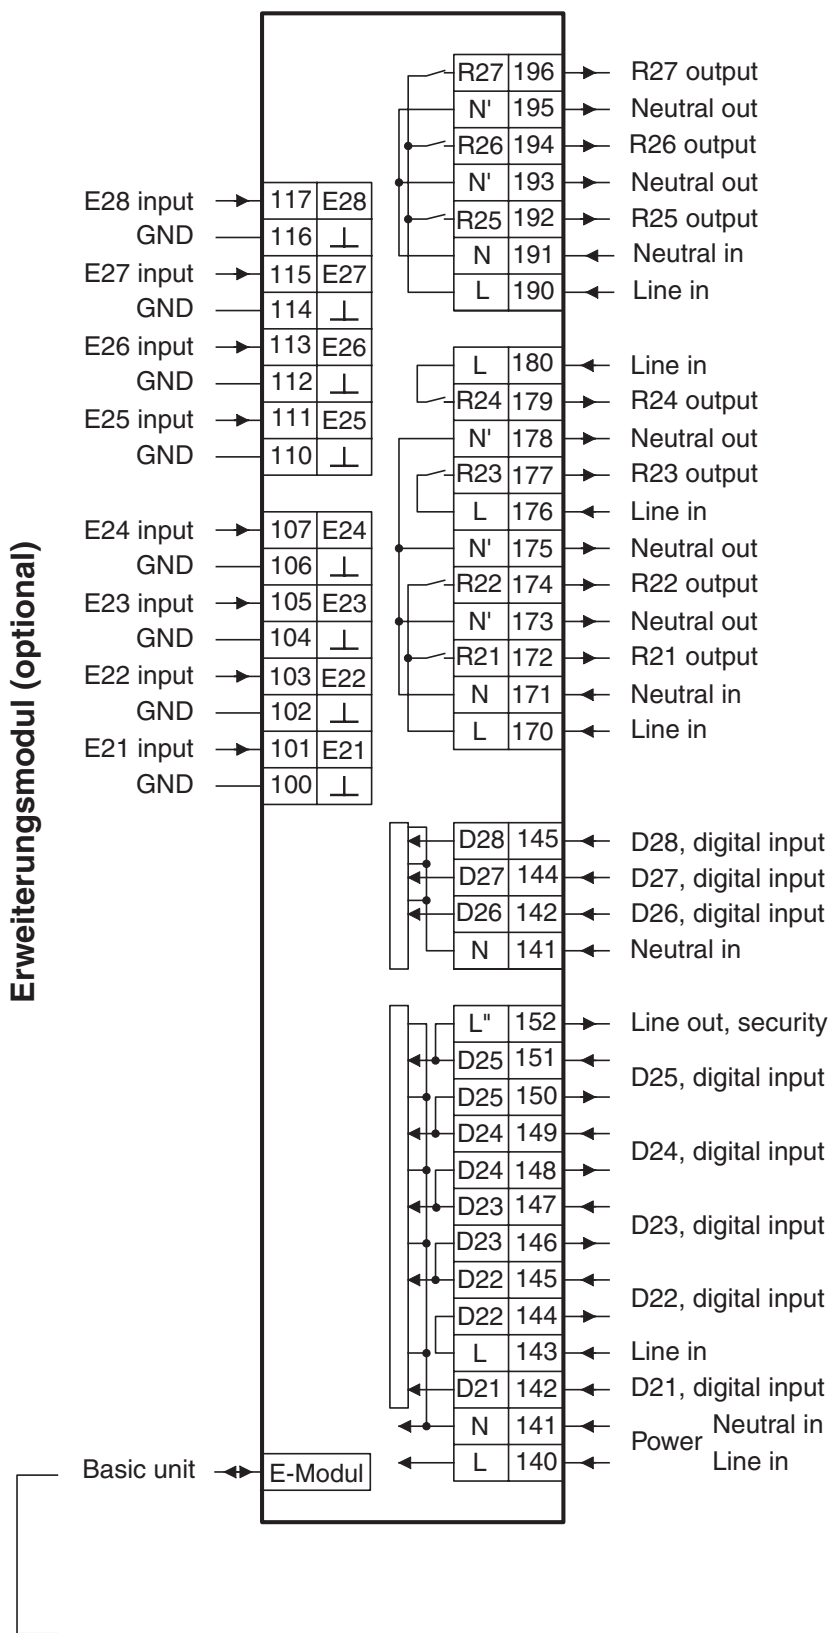 Erweiterungsmodul (optional)
R27 196 R27 output
N' 195 Neutral out
R26 194 R26 output
N' 193 Neutral out
R25 192 R25 output
N 191 Neutral in
L 190 Line in
E28 input 117 E28
GND 116 ⊥
E27 input 115 E27
GND 114 ⊥
E26 input 113 E26
GND 112 ⊥
E25 input 111 E25
GND 110 ⊥
L 180 Line in
R24 179 R24 output
N' 178 Neutral out
R23 177 R23 output
L 176 Line in
N' 175 Neutral out
R22 174 R22 output
N' 173 Neutral out
R21 172 R21 output
N 171 Neutral in
L 170 Line in
E24 input 107 E24
GND 106 ⊥
E23 input 105 E23
GND 104 ⊥
E22 input 103 E22
GND 102 ⊥
E21 input 101 E21
GND 100 ⊥
D28 145 D28, digital input
D27 144 D27, digital input
D26 142 D26, digital input
N 141 Neutral in
L" 152 Line out, security
D25 151
D25, digital input
D25 150
D24 149
D24, digital input
D24 148
D23 147
D23, digital input
D23 146
D22 145
D22, digital input
D22 144
L 143 Line in
D21 142 D21, digital input
N 141 Neutral in
Power
L 140 Line in
Basic unit E-Modul